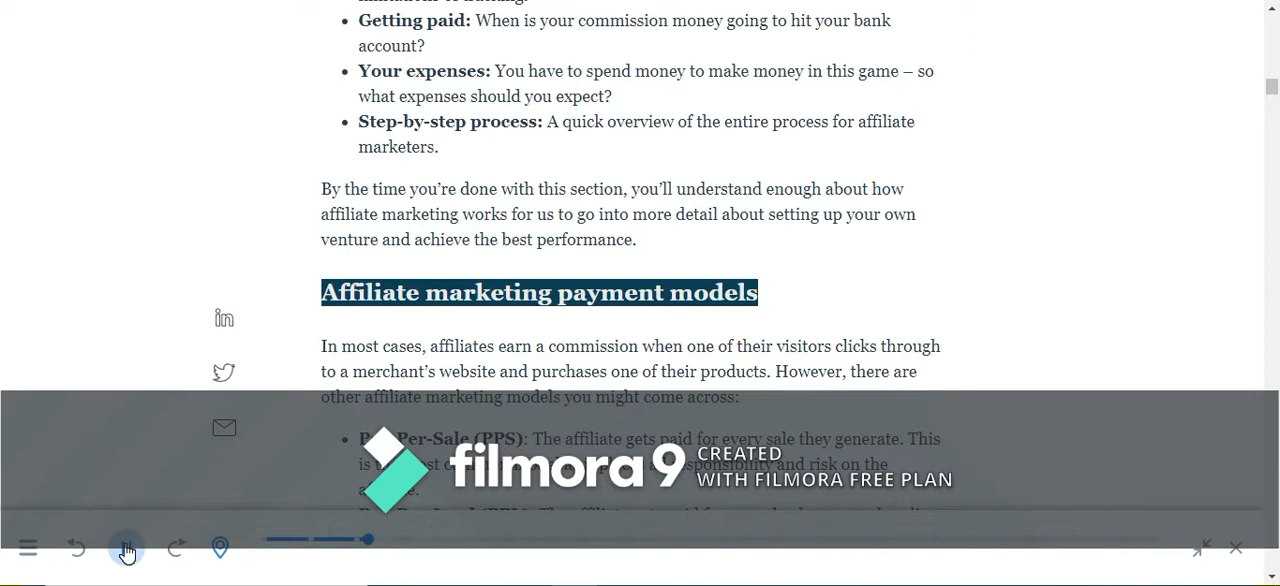 Getting paid: When is your commission money going to hit your bank
account?
Your expenses: You have to spend money to make money in this game – so
what expenses should you expect?
Step-by-step process: A quick overview of the entire process for affiliate
marketers.
By the time you’re done with this section, you’ll understand enough about how
affiliate marketing works for us to go into more detail about setting up your own
venture and achieve the best performance.
Affiliate marketing payment models
In most cases, affiliates earn a commission when one of their visitors clicks through
to a merchant’s website and purchases one of their products. However, there are
other affiliate marketing models you might come across:
Per-Sale (PPS): The affiliate gets paid for every sale they generate. This
is responsibility and risk on the
filmora9 CREATED
WITH FILMORA FREE PLAN